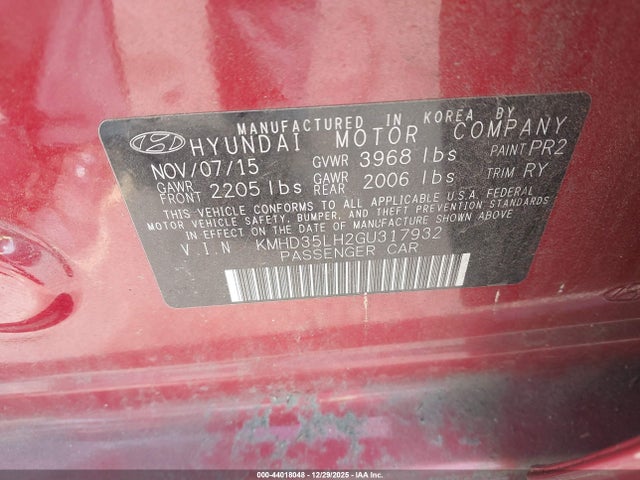 MANUFACTURED IN KOREA BY
HYUNDAI MOTOR COMPANY
NOV/07/15 GVWR 3968 lbs PAINT PR2
GAWR FRONT 2205 lbs GAWR REAR 2006 lbs TRIM RY
THIS VEHICLE CONFORMS TO ALL APPLICABLE U.S.A. FEDERAL
MOTOR VEHICLE SAFETY, BUMPER, AND THEFT PREVENTION STANDARDS
IN EFFECT ON THE DATE OF MANUFACTURE SHOWN ABOVE.
V I N KMHD35LH2GU317932
PASSENGER CAR
000-44018048 - 12/29/2025 - IAA Inc.